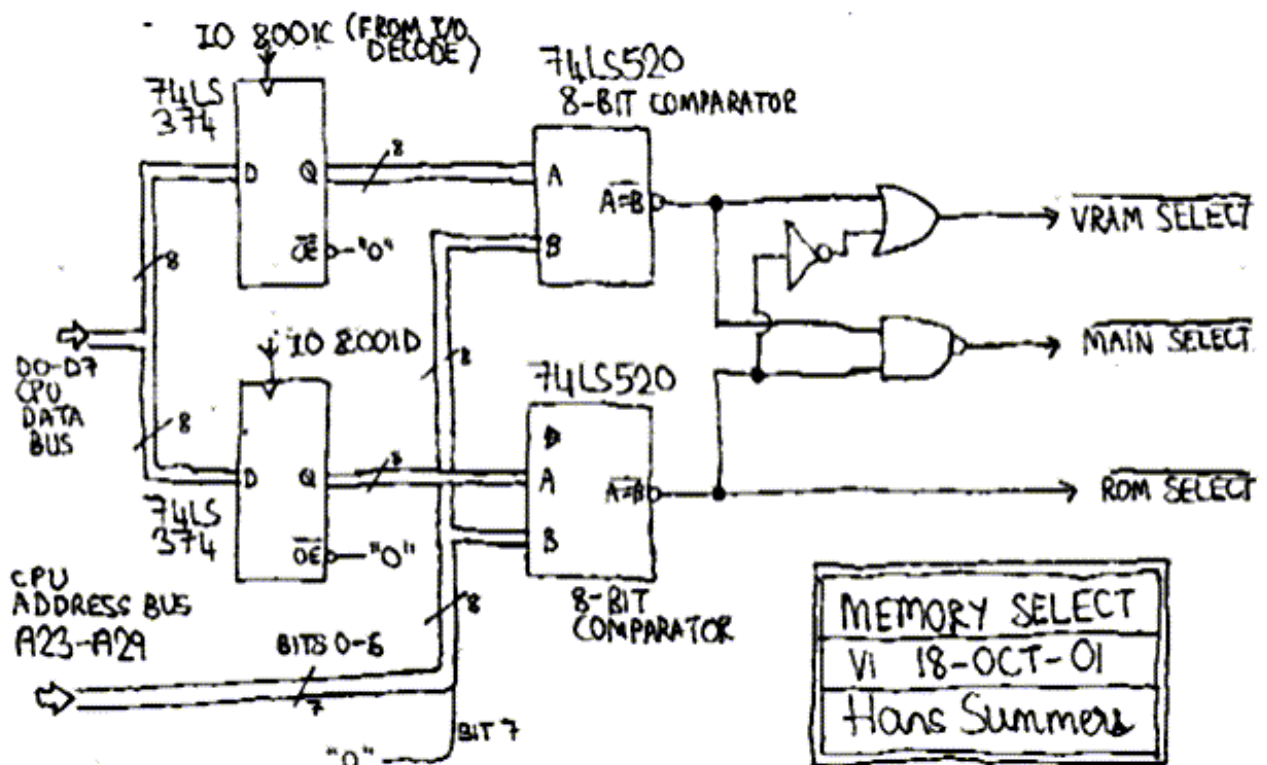 IO 8001C (FROM I/O
DECODE)
74LS
374
D
Q
OE
"0"
8
8
74LS520
8-BIT COMPARATOR
A
B
A=B
VRAM SELECT
MAIN SELECT
ROM SELECT
D0-D7
CPU
DATA
BUS
8
8
IO 8001D
74LS
374
D
Q
OE
"0"
8
74LS520
A
B
A=B
8-BIT
COMPARATOR
8
CPU
ADDRESS BUS
A23-A29
BITS 0-6
7
BIT 7
"0"
MEMORY SELECT
V1 18-OCT-01
Hans Summers